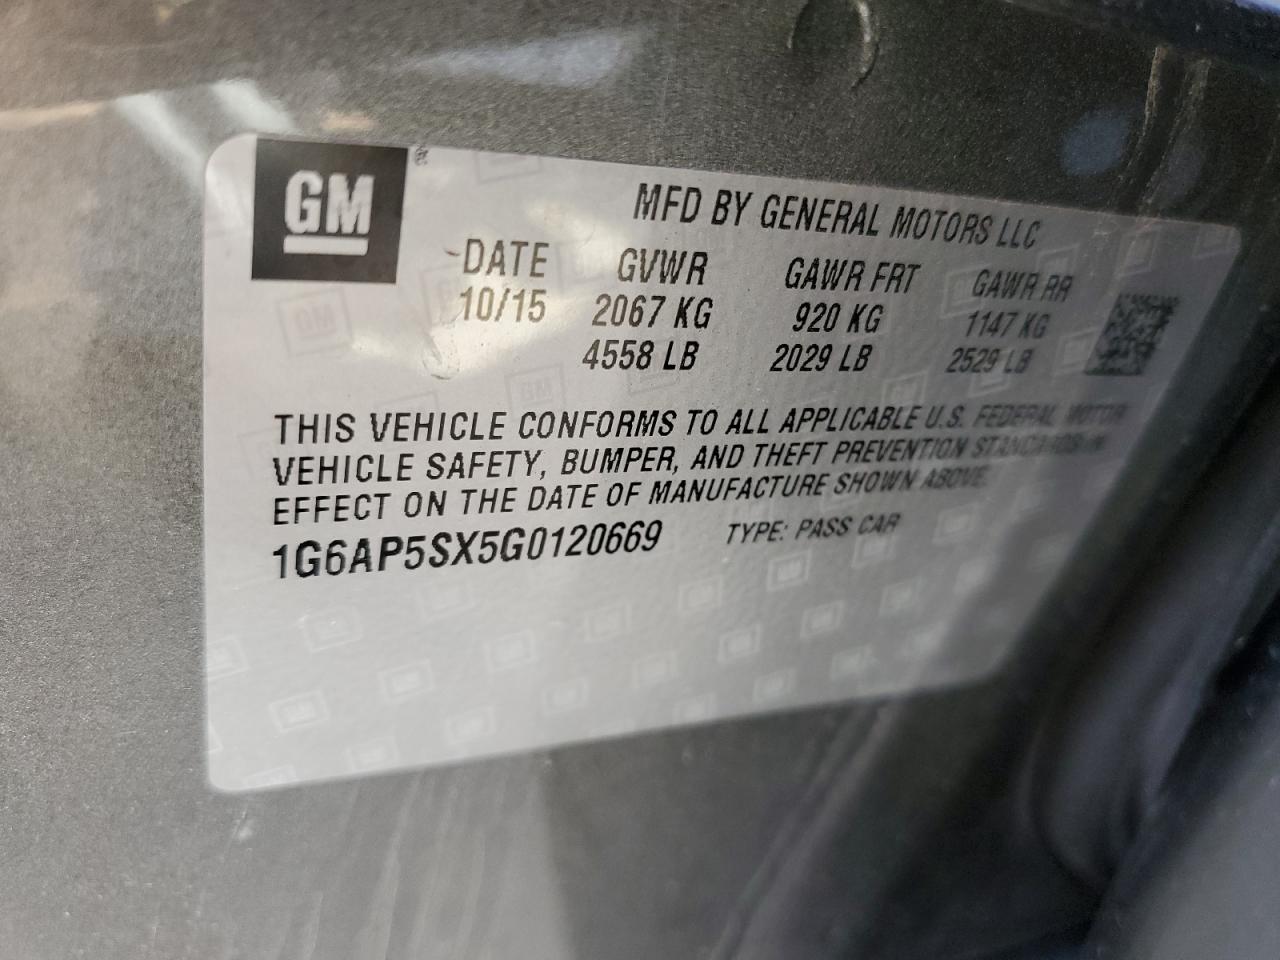 GM
MFD BY GENERAL MOTORS LLC
DATE GVWR GAWR FRT GAWR RR
10/15 2067 KG 920 KG 1147 KG
4558 LB 2029 LB 2529 LB
THIS VEHICLE CONFORMS TO ALL APPLICABLE U.S. FEDERAL MOTOR
VEHICLE SAFETY, BUMPER, AND THEFT PREVENTION STANDARDS IN
EFFECT ON THE DATE OF MANUFACTURE SHOWN ABOVE.
1G6AP5SX5G0120669 TYPE: PASS CAR